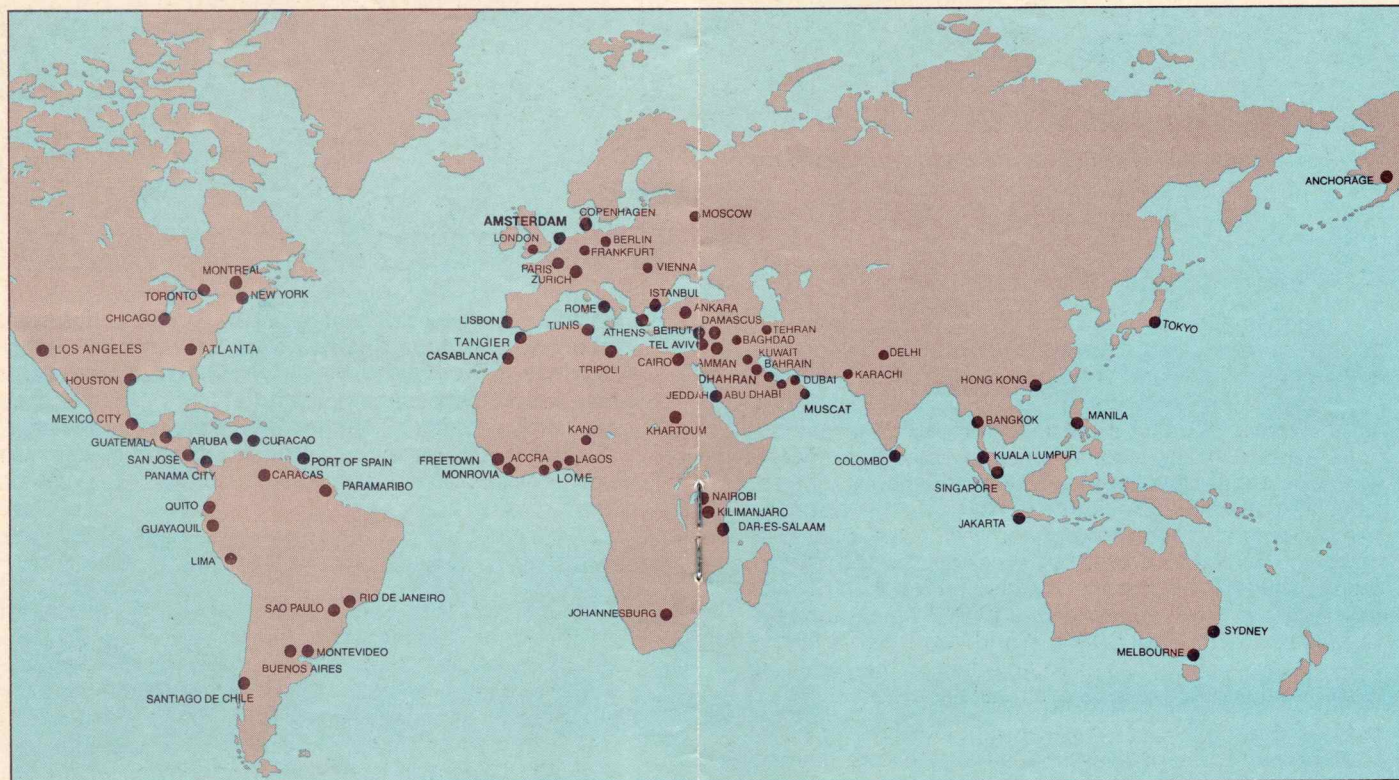 ANCHORAGE
COPENHAGEN
MOSCOW
AMSTERDAM
LONDON
BERLIN
FRANKFURT
PARIS
ZURICH
VIENNA
MONTREAL
TORONTO
NEW YORK
CHICAGO
LOS ANGELES
ATLANTA
HOUSTON
MEXICO CITY
GUATEMALA
ARUBA
CURACAO
SAN JOSE
PANAMA CITY
CARACAS
PORT OF SPAIN
PARAMARIBO
QUITO
GUAYAQUIL
LIMA
SAO PAULO
RIO DE JANEIRO
MONTEVIDEO
BUENOS AIRES
SANTIAGO DE CHILE
ISTANBUL
ROME
ANKARA
LISBON
TUNIS
ATHENS
BEIRUT
DAMASCUS
TEHRAN
TANGIER
TEL AVIV
BAGHDAD
CASABLANCA
TRIPOLI
CAIRO
AMMAN
KUWAIT
BAHRAIN
DHAHRAN
DUBAI
KARACHI
DELHI
JEDDAH
ABU DHABI
MUSCAT
KHARTOUM
KANO
FREETOWN
MONROVIA
ACCRA
LAGOS
LOME
NAIROBI
KILIMANJARO
DAR-ES-SALAAM
JOHANNESBURG
TOKYO
HONG KONG
BANGKOK
MANILA
COLOMBO
KUALA LUMPUR
SINGAPORE
JAKARTA
SYDNEY
MELBOURNE